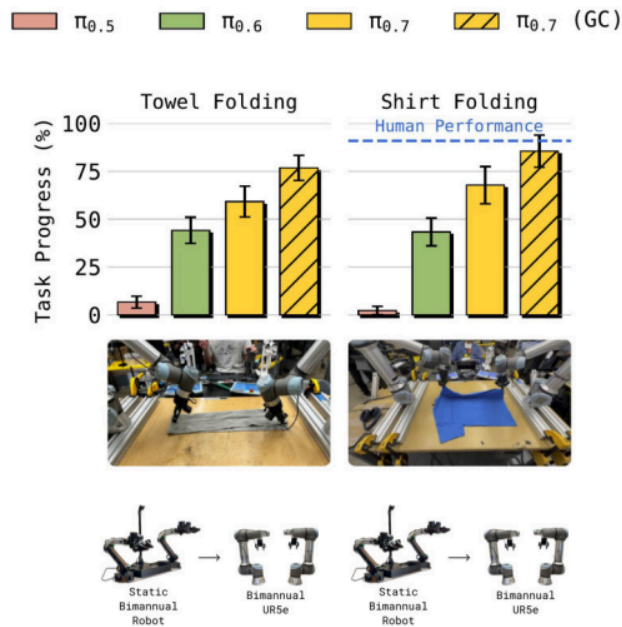 π0.5 π0.6 π0.7 π0.7 (GC)
Towel Folding
Shirt Folding
Human Performance
Task Progress (%)
100
75
50
25
0
Static
Bimannual
Robot
Bimannual
UR5e
Static
Bimannual
Robot
Bimannual
UR5e